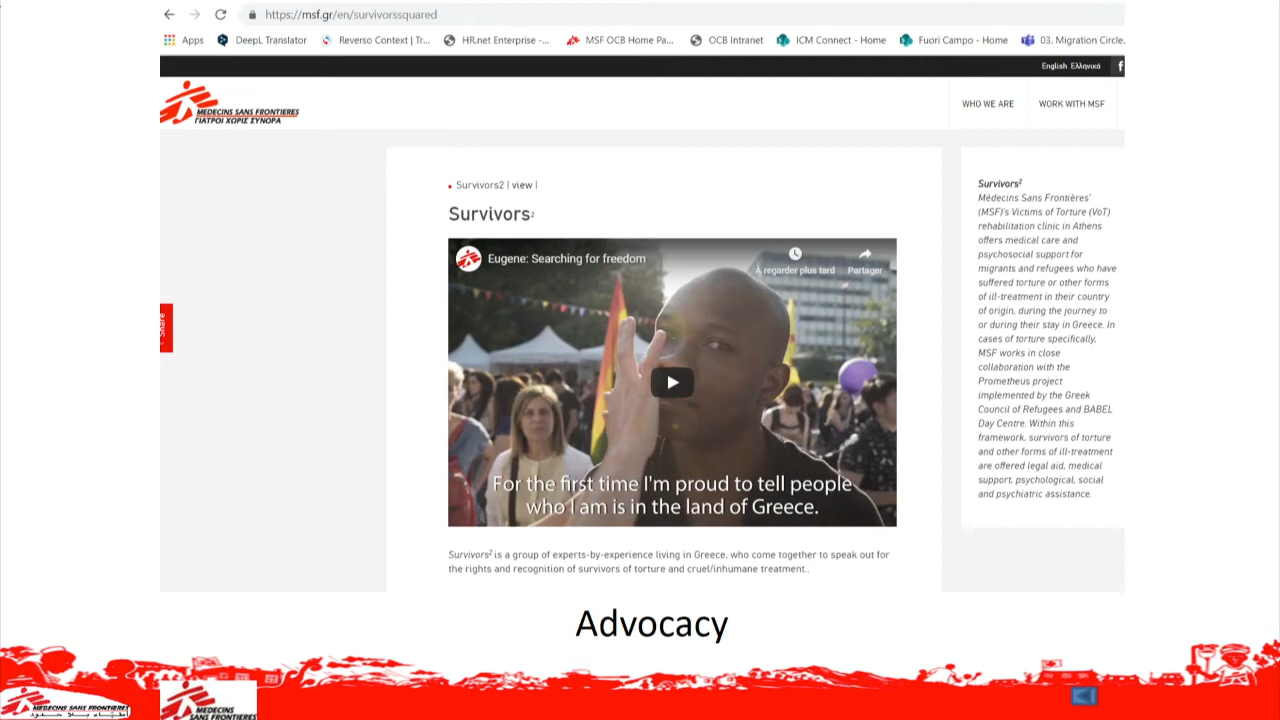 https://msf.gr/en/survivorssquared
Apps
DeepL Translator
Reverso Context | Tr...
HR.net Enterprise -...
MSF OCB Home Pa...
OCB Intranet
ICM Connect - Home
Fuori Campo - Home
03. Migration Circle.
English Ελληνικά
MEDECINS SANS FRONTIERES
ΓΙΑΤΡΟΙ ΧΩΡΙΣ ΣΥΝΟΡΑ
WHO WE ARE
WORK WITH MSF
Share
Survivors2 | view |
Survivors2
Eugene: Searching for freedom
À regarder plus tard
Partager
For the first time I'm proud to tell people
who I am is in the land of Greece.
Survivors² is a group of experts-by-experience living in Greece, who come together to speak out for
the rights and recognition of survivors of torture and cruel/inhumane treatment..
Survivors²
Médecins Sans Frontières'
(MSF)'s Victims of Torture (VoT)
rehabilitation clinic in Athens
offers medical care and
psychosocial support for
migrants and refugees who have
suffered torture or other forms
of ill-treatment in their country
of origin, during the journey to
or during their stay in Greece. In
cases of torture specifically,
MSF works in close
collaboration with the
Prometheus project
implemented by the Greek
Council of Refugees and BABEL
Day Centre. Within this
framework, survivors of torture
and other forms of ill-treatment
are offered legal aid, medical
support, psychological, social
and psychiatric assistance.
Advocacy
MEDECINS SANS FRONTIERES
أطباء بلا حدود
MEDECINS
SANS FRONTIERES